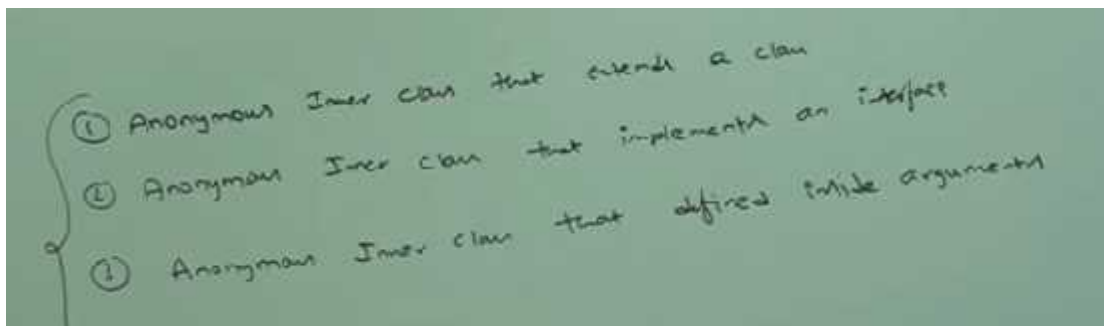 ① Anonymous Inner class that extends a class
② Anonymous Inner class that implements an interface
③ Anonymous Inner class that defined inside arguments